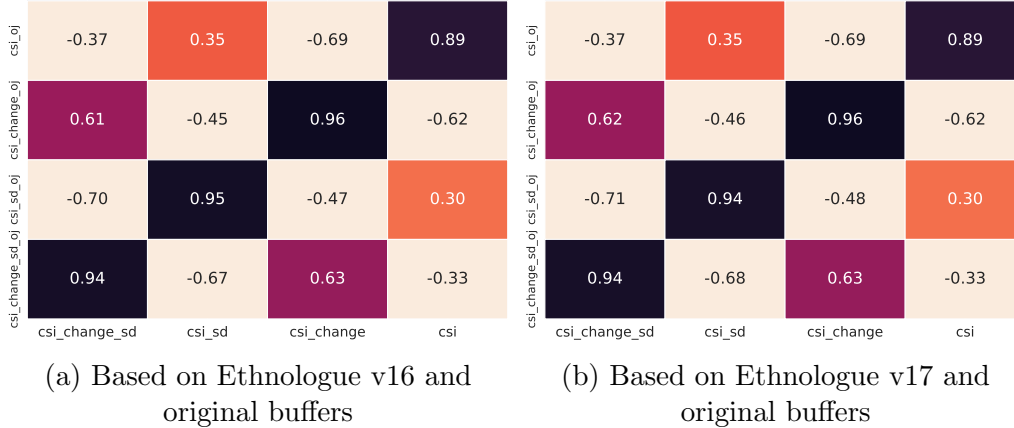 csi_oj
-0.37 0.35 -0.69 0.89
csi_change_oj
0.61 -0.45 0.96 -0.62
csi_sd_oj
-0.70 0.95 -0.47 0.30
csi_change_sd_oj
0.94 -0.67 0.63 -0.33
csi_change_sd csi_sd csi_change csi
(a) Based on Ethnologue v16 and
original buffers
csi_oj
-0.37 0.35 -0.69 0.89
csi_change_oj
0.62 -0.46 0.96 -0.62
csi_sd_oj
-0.71 0.94 -0.48 0.30
csi_change_sd_oj
0.94 -0.68 0.63 -0.33
csi_change_sd csi_sd csi_change csi
(b) Based on Ethnologue v17 and
original buffers